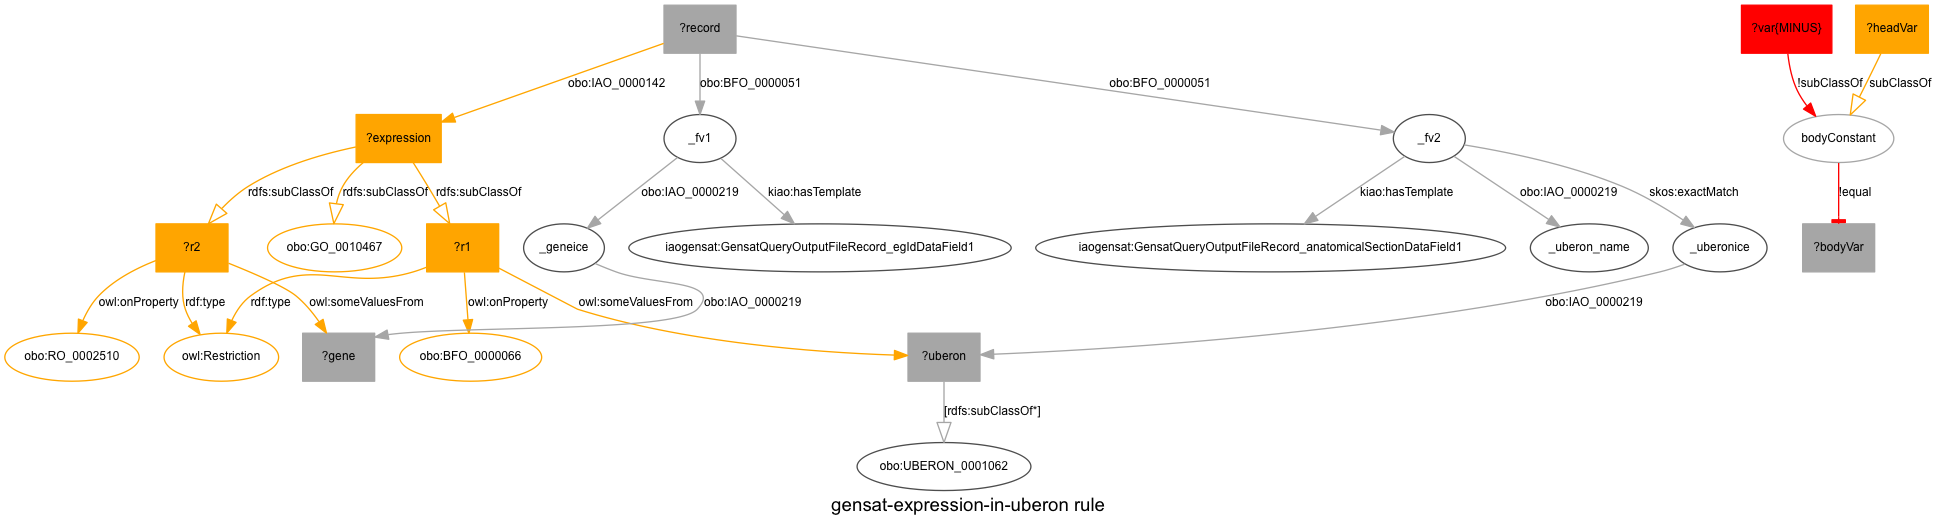 ?record
?var{MINUS}
?headVar
obo:IAO_0000142
obo:BFO_0000051
obo:BFO_0000051
!subClassOf
subClassOf
?expression
_fv1
_fv2
bodyConstant
rdfs:subClassOf
rdfs:subClassOf
rdfs:subClassOf
obo:IAO_0000219
kiao:hasTemplate
kiao:hasTemplate
obo:IAO_0000219
skos:exactMatch
!equal
?r2
obo:GO_0010467
?r1
_geneice
iaogensat:GensatQueryOutputFileRecord_egIdDataField1
iaogensat:GensatQueryOutputFileRecord_anatomicalSectionDataField1
_uberon_name
_uberonice
?bodyVar
owl:onProperty
rdf:type
rdf:type
owl:someValuesFrom
owl:onProperty
owl:someValuesFrom
obo:IAO_0000219
obo:IAO_0000219
obo:RO_0002510
owl:Restriction
?gene
obo:BFO_0000066
?uberon
[rdfs:subClassOf*]
obo:UBERON_0001062
gensat-expression-in-uberon rule